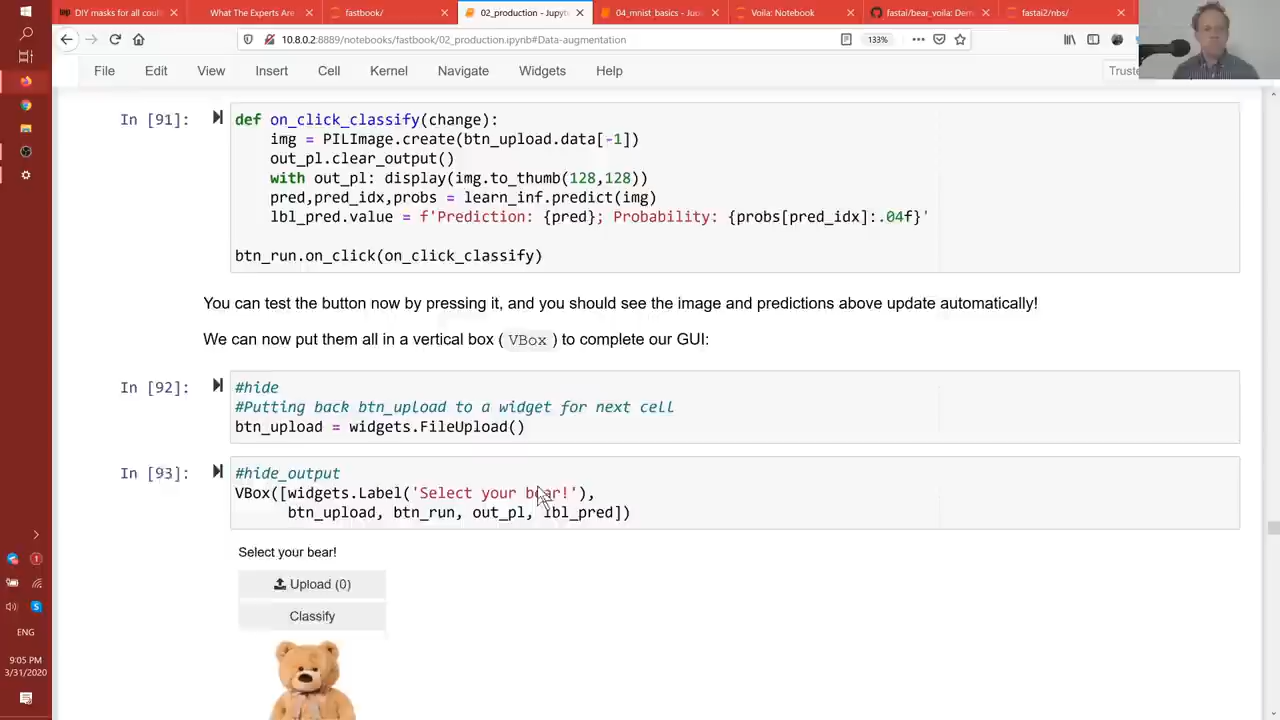 DIY masks for all coul
What The Experts Are
fastbook/
02_production - Jupyt
04_mnist_basics - Jup
Voila: Notebook
fastai/bear_voila: Dem
fastai2/nbs/
10.8.0.2:8889/notebooks/fastbook/02_production.ipynb#Data-augmentation
133%
File Edit View Insert Cell Kernel Navigate Widgets Help
Truste
In [91]:
def on_click_classify(change):
img = PILImage.create(btn_upload.data[-1])
out_pl.clear_output()
with out_pl: display(img.to_thumb(128,128))
pred,pred_idx,probs = learn_inf.predict(img)
lbl_pred.value = f'Prediction: {pred}; Probability: {probs[pred_idx]:.04f}'
btn_run.on_click(on_click_classify)
You can test the button now by pressing it, and you should see the image and predictions above update automatically!
We can now put them all in a vertical box ( VBox ) to complete our GUI:
In [92]:
#hide
#Putting back btn_upload to a widget for next cell
btn_upload = widgets.FileUpload()
In [93]:
#hide_output
VBox([widgets.Label('Select your bear!'),
btn_upload, btn_run, out_pl, lbl_pred])
Select your bear!
Upload (0)
Classify
ENG
9:05 PM
3/31/2020